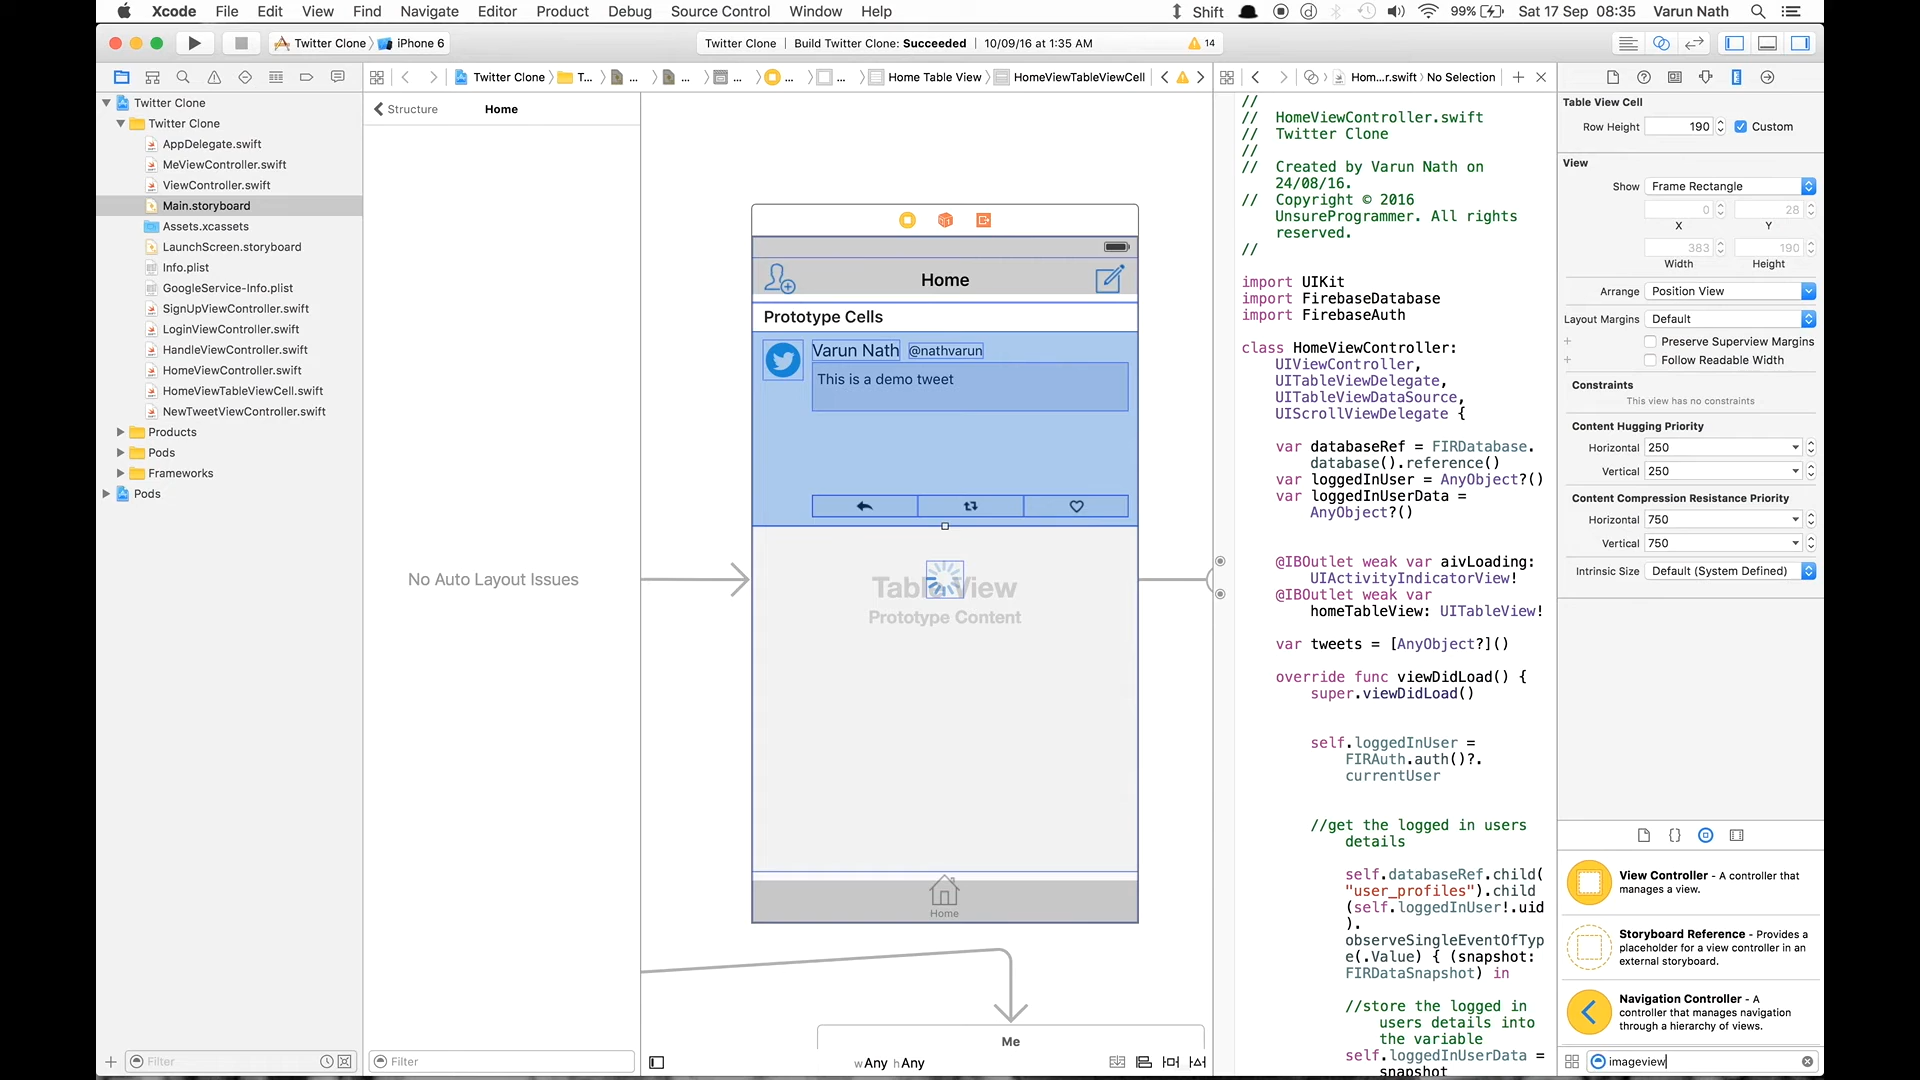 Xcode File Edit View Find Navigate Editor Product Debug Source Control Window Help
Shift 99% Sat 17 Sep 08:35 Varun Nath
Twitter Clone iPhone 6
Twitter Clone Build Twitter Clone: Succeeded 10/09/16 at 1:35 AM 14
Twitter Clone T... ... ... ... ... ... Home Table View HomeViewTableViewCell
Hom...r.swift No Selection
Twitter Clone
Twitter Clone
AppDelegate.swift
MeViewController.swift
ViewController.swift
Main.storyboard
Assets.xcassets
LaunchScreen.storyboard
Info.plist
GoogleService-Info.plist
SignUpViewController.swift
LoginViewController.swift
HandleViewController.swift
HomeViewController.swift
HomeViewTableViewCell.swift
NewTweetViewController.swift
Products
Pods
Frameworks
Pods
Filter
Structure Home
No Auto Layout Issues
Filter
Home
Prototype Cells
Varun Nath @nathvarun
This is a demo tweet
Table View
Prototype Content
Home
Me
wAny hAny
//
// HomeViewController.swift
// Twitter Clone
//
// Created by Varun Nath on
24/08/16.
// Copyright © 2016
UnsureProgrammer. All rights
reserved.
//
import UIKit
import FirebaseDatabase
import FirebaseAuth
class HomeViewController:
UIViewController,
UITableViewDelegate,
UITableViewDataSource,
UIScrollViewDelegate {
var databaseRef = FIRDatabase.
database().reference()
var loggedInUser = AnyObject?()
var loggedInUserData =
AnyObject?()
@IBOutlet weak var aivLoading:
UIActivityIndicatorView!
@IBOutlet weak var
homeTableView: UITableView!
var tweets = [AnyObject?]()
override func viewDidLoad() {
super.viewDidLoad()
self.loggedInUser =
FIRAuth.auth()?.
currentUser
//get the logged in users
details
self.databaseRef.child(
"user_profiles").child
(self.loggedInUser!.uid
).
observeSingleEventOfTyp
e(.Value) { (snapshot:
FIRDataSnapshot) in
//store the logged in
users details into
the variable
self.loggedInUserData =
snapshot
Table View Cell
Row Height 190 Custom
View
Show Frame Rectangle
0 28
X Y
383 190
Width Height
Arrange Position View
Layout Margins Default
Preserve Superview Margins
Follow Readable Width
Constraints
This view has no constraints
Content Hugging Priority
Horizontal 250
Vertical 250
Content Compression Resistance Priority
Horizontal 750
Vertical 750
Intrinsic Size Default (System Defined)
View Controller - A controller that
manages a view.
Storyboard Reference - Provides a
placeholder for a view controller in an
external storyboard.
Navigation Controller - A
controller that manages navigation
through a hierarchy of views.
imageview